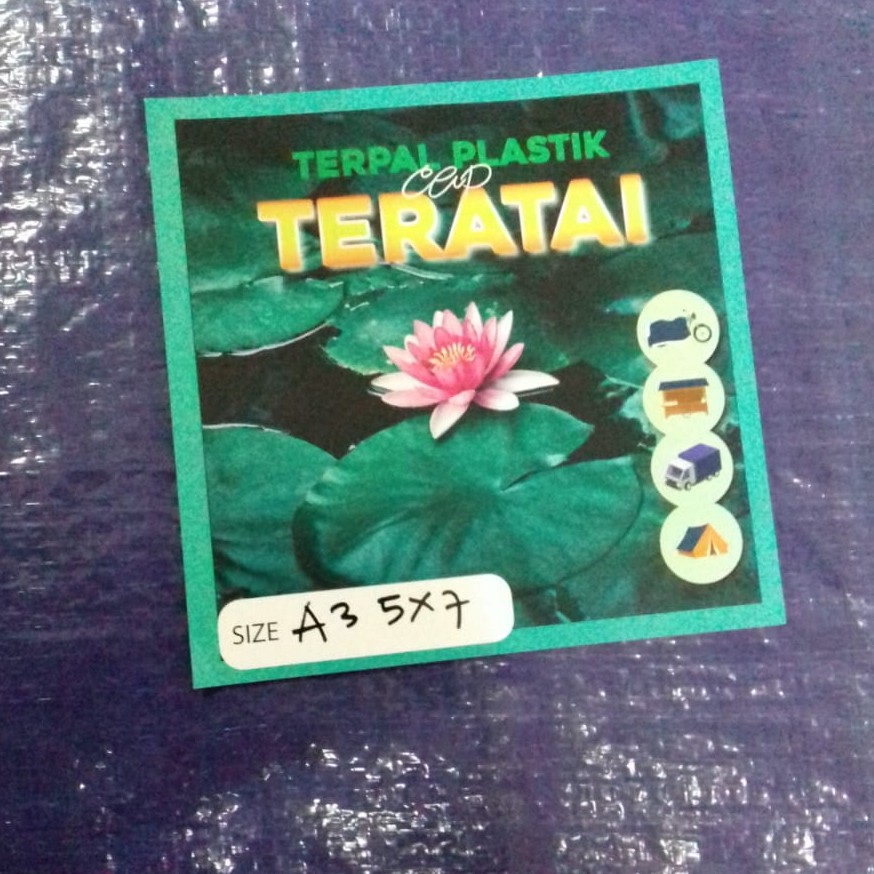 TERPAL PLASTIK
cap
TERATAI
SIZE A3 5X7